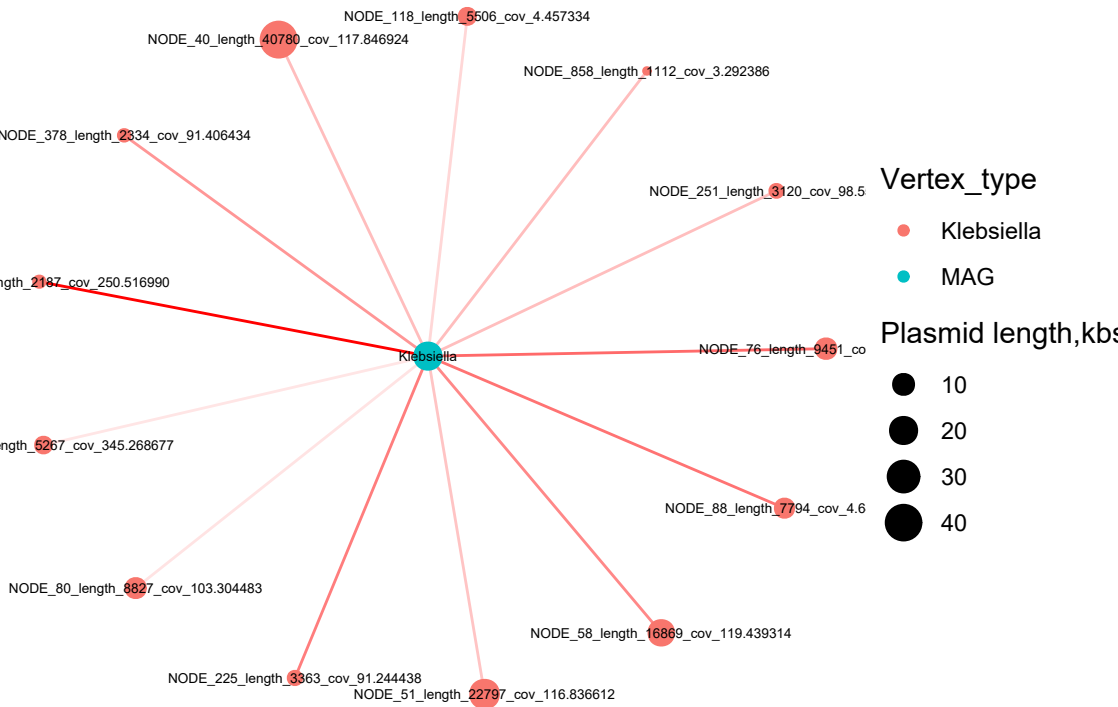 NODE_118_length_5506_cov_4.457334
NODE_40_length_40780_cov_117.846924
NODE_858_length_1112_cov_3.292386
NODE_378_length_2334_cov_91.406434
NODE_251_length_3120_cov_98.5
ngth_2187_cov_250.516990
NODE_76_length_9451_co
Klebsiella
ength_5267_cov_345.268677
NODE_88_length_7794_cov_4.6
NODE_80_length_8827_cov_103.304483
NODE_58_length_16869_cov_119.439314
NODE_225_length_3363_cov_91.244438
NODE_51_length_22797_cov_116.836612
Vertex_type
Klebsiella
MAG
Plasmid length,kbs
10
20
30
40